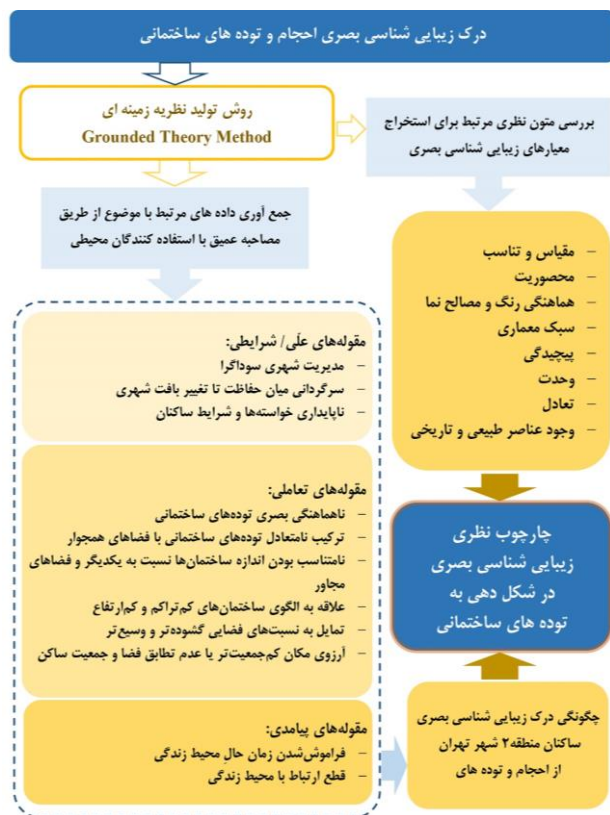 درک زیبایی شناسی بصری احجام و توده های ساختمانی
روش تولید نظریه زمینه ای
Grounded Theory Method
بررسی متون نظری مرتبط برای استخراج
معیارهای زیبایی شناسی بصری
جمع آوری داده های مرتبط با موضوع از طریق
مصاحبه عمیق با استفاده کنندگان محیطی
– مقیاس و تناسب
– محصوریت
– هماهنگی رنگ و مصالح نما
– سبک معماری
– پیچیدگی
– وحدت
– تعادل
– وجود عناصر طبیعی و تاریخی
مقوله‌های علّی/ شرایطی:
– مدیریت شهری سوداگرا
– سرگردانی میان حفاظت تا تغییر بافت شهری
– ناپایداری خواسته‌ها و شرایط ساکنان
مقوله‌های تعاملی:
– ناهماهنگی بصری توده‌های ساختمانی
– ترکیب نامتعادل توده‌های ساختمانی با فضاهای همجوار
– نامتناسب بودن اندازه ساختمان‌ها نسبت به یکدیگر و فضاهای
مجاور
– علاقه به الگوی ساختمان‌های کم‌تراکم و کم‌ارتفاع
– تمایل به نسبت‌های فضایی گشوده‌تر و وسیع‌تر
– آرزوی مکان کم‌جمعیت‌تر یا عدم تطابق فضا و جمعیت ساکن
چارچوب نظری
زیبایی شناسی بصری
در شکل دهی به
توده های ساختمانی
مقوله‌های پیامدی:
– فراموش‌شدن زمان حالِ محیط زندگی
– قطع ارتباط با محیط زندگی
چگونگی درک زیبایی شناسی بصری
ساکنان منطقه۲ شهر تهران
از احجام و توده های